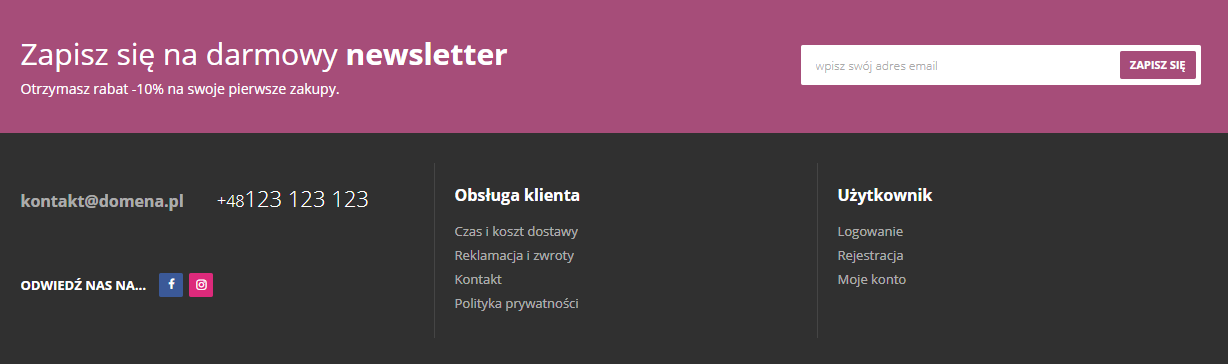 Zapisz się na darmowy newsletter
Otrzymasz rabat -10% na swoje pierwsze zakupy.
wpisz swój adres email
ZAPISZ SIĘ
kontakt@domena.pl
+48123 123 123
ODWIEDŹ NAS NA...
Obsługa klienta
Czas i koszt dostawy
Reklamacja i zwroty
Kontakt
Polityka prywatności
Użytkownik
Logowanie
Rejestracja
Moje konto